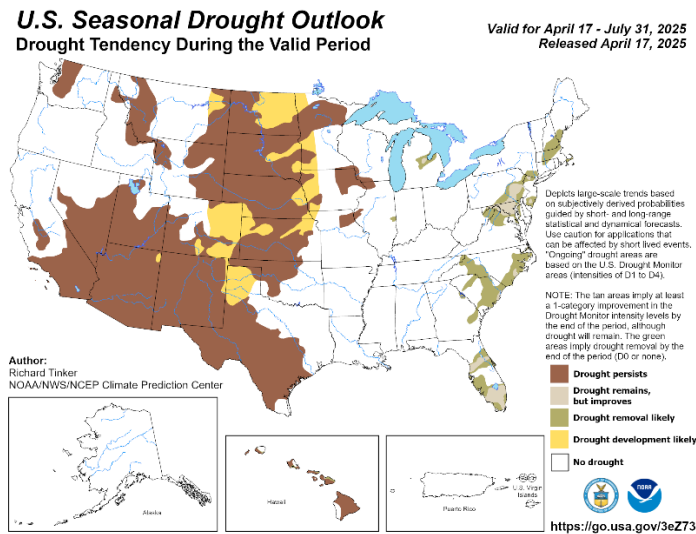 U.S. Seasonal Drought Outlook
Drought Tendency During the Valid Period
Valid for April 17 - July 31, 2025
Released April 17, 2025
Depicts large-scale trends based
on subjectively derived probabilities
guided by short- and long-range
statistical and dynamical forecasts.
Use caution for applications that
can be affected by short lived events.
"Ongoing" drought areas are
based on the U.S. Drought Monitor
areas (intensities of D1 to D4).
NOTE: The tan areas imply at least
a 1-category improvement in the
Drought Monitor intensity levels by
the end of the period, although
drought will remain. The green
areas imply drought removal by the
end of the period (D0 or none).
Author:
Richard Tinker
NOAA/NWS/NCEP Climate Prediction Center
Drought persists
Drought remains,
but improves
Drought removal likely
Drought development likely
No drought
Alaska
Hawaii
Puerto Rico
U.S. Virgin
Islands
NOAA
https://go.usa.gov/3eZ73